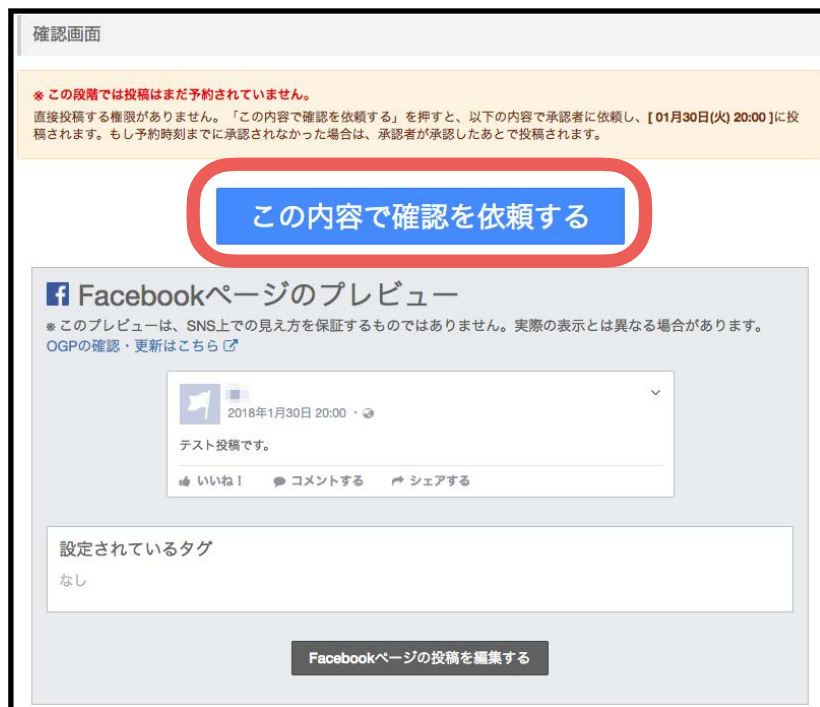 確認画面
※ この段階では投稿はまだ予約されていません。
直接投稿する権限がありません。「この内容で確認を依頼する」を押すと、以下の内容で承認者に依頼し、[ 01月30日(火) 20:00 ]に投
稿されます。もし予約時刻までに承認されなかった場合は、承認者が承認したあとで投稿されます。
この内容で確認を依頼する
Facebookページのプレビュー
※ このプレビューは、SNS上での見え方を保証するものではありません。実際の表示とは異なる場合があります。
OGPの確認・更新はこちら
2018年1月30日 20:00 ・
テスト投稿です。
いいね！ コメントする シェアする
設定されているタグ
なし
Facebookページの投稿を編集する